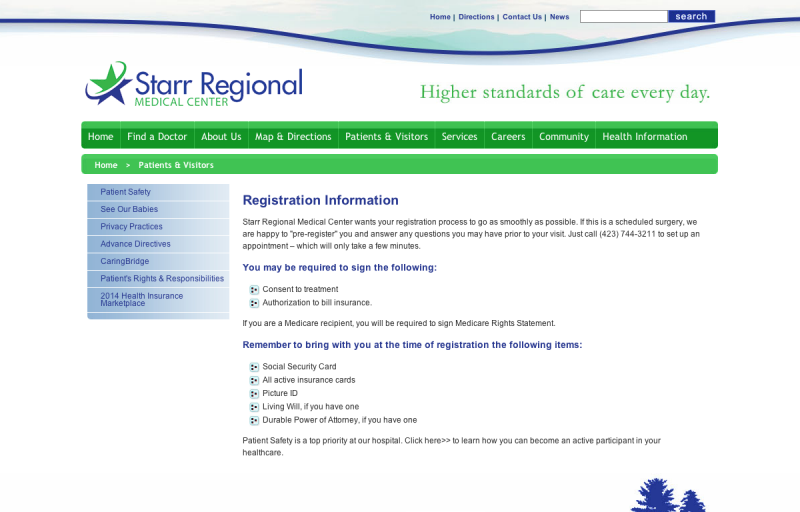 Home | Directions | Contact Us | News
search
Starr Regional
MEDICAL CENTER
Higher standards of care every day.
Home
Find a Doctor
About Us
Map & Directions
Patients & Visitors
Services
Careers
Community
Health Information
Home > Patients & Visitors
Patient Safety
See Our Babies
Privacy Practices
Advance Directives
CaringBridge
Patient's Rights & Responsibilities
2014 Health Insurance
Marketplace
Registration Information
Starr Regional Medical Center wants your registration process to go as smoothly as possible. If this is a scheduled surgery, we
are happy to "pre-register" you and answer any questions you may have prior to your visit. Just call (423) 744-3211 to set up an
appointment – which will only take a few minutes.
You may be required to sign the following:
Consent to treatment
Authorization to bill insurance.
If you are a Medicare recipient, you will be required to sign Medicare Rights Statement.
Remember to bring with you at the time of registration the following items:
Social Security Card
All active insurance cards
Picture ID
Living Will, if you have one
Durable Power of Attorney, if you have one
Patient Safety is a top priority at our hospital. Click here>> to learn how you can become an active participant in your
healthcare.